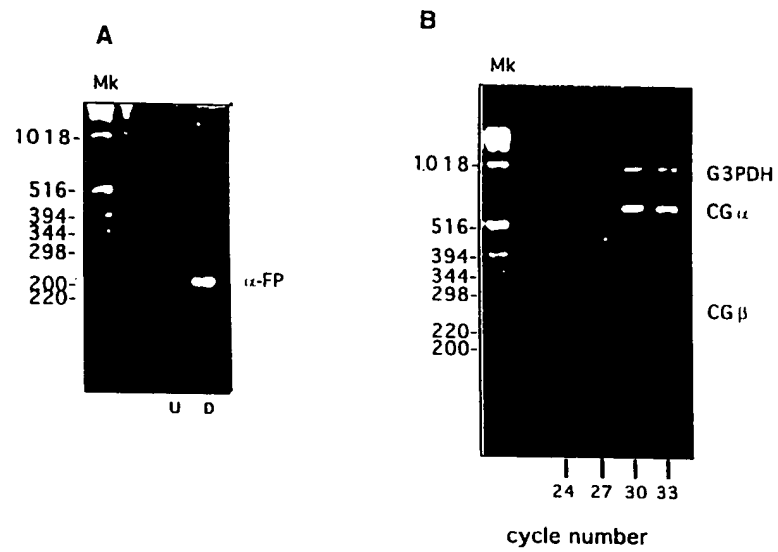 A
Mk
1018-
516-
394-
344-
298-
200-
220-
α-FP
U D
B
Mk
1018-
516-
394-
344-
298-
220-
200-
G3PDH
CGα
CGβ
24 27 30 33
cycle number